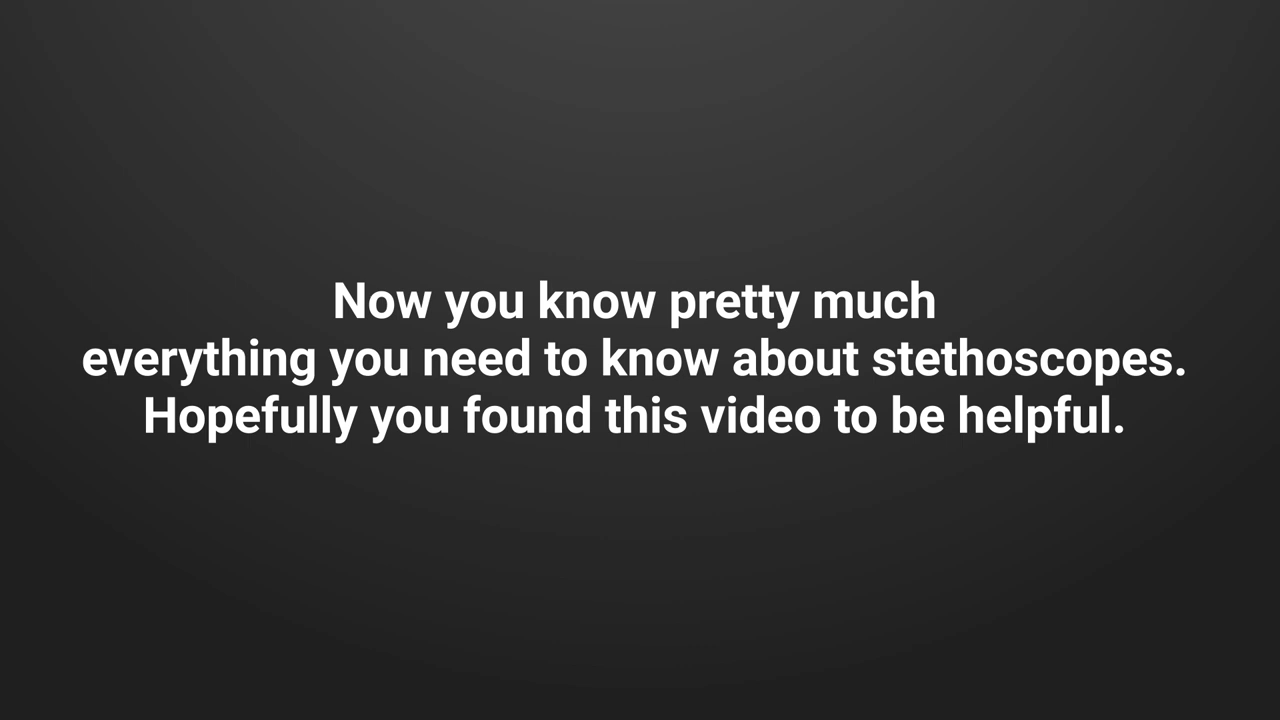 Now you know pretty much
everything you need to know about stethoscopes.
Hopefully you found this video to be helpful.